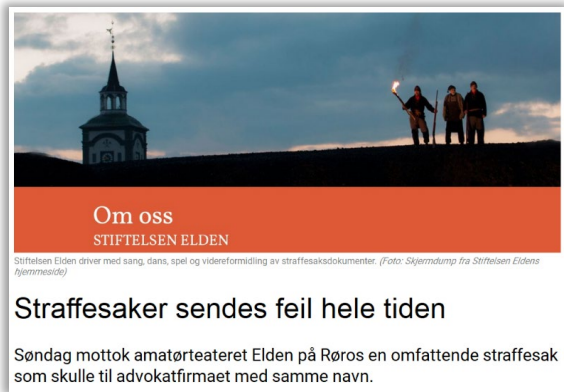 Om oss
STIFTELSEN ELDEN
Stiftelsen Elden driver med sang, dans, spel og videreformidling av straffesaksdokumenter. (Foto: Skjermdump fra Stiftelsen Eldens
hjemmeside)
Straffesaker sendes feil hele tiden
Søndag mottok amatørteateret Elden på Røros en omfattende straffesak
som skulle til advokatfirmaet med samme navn.